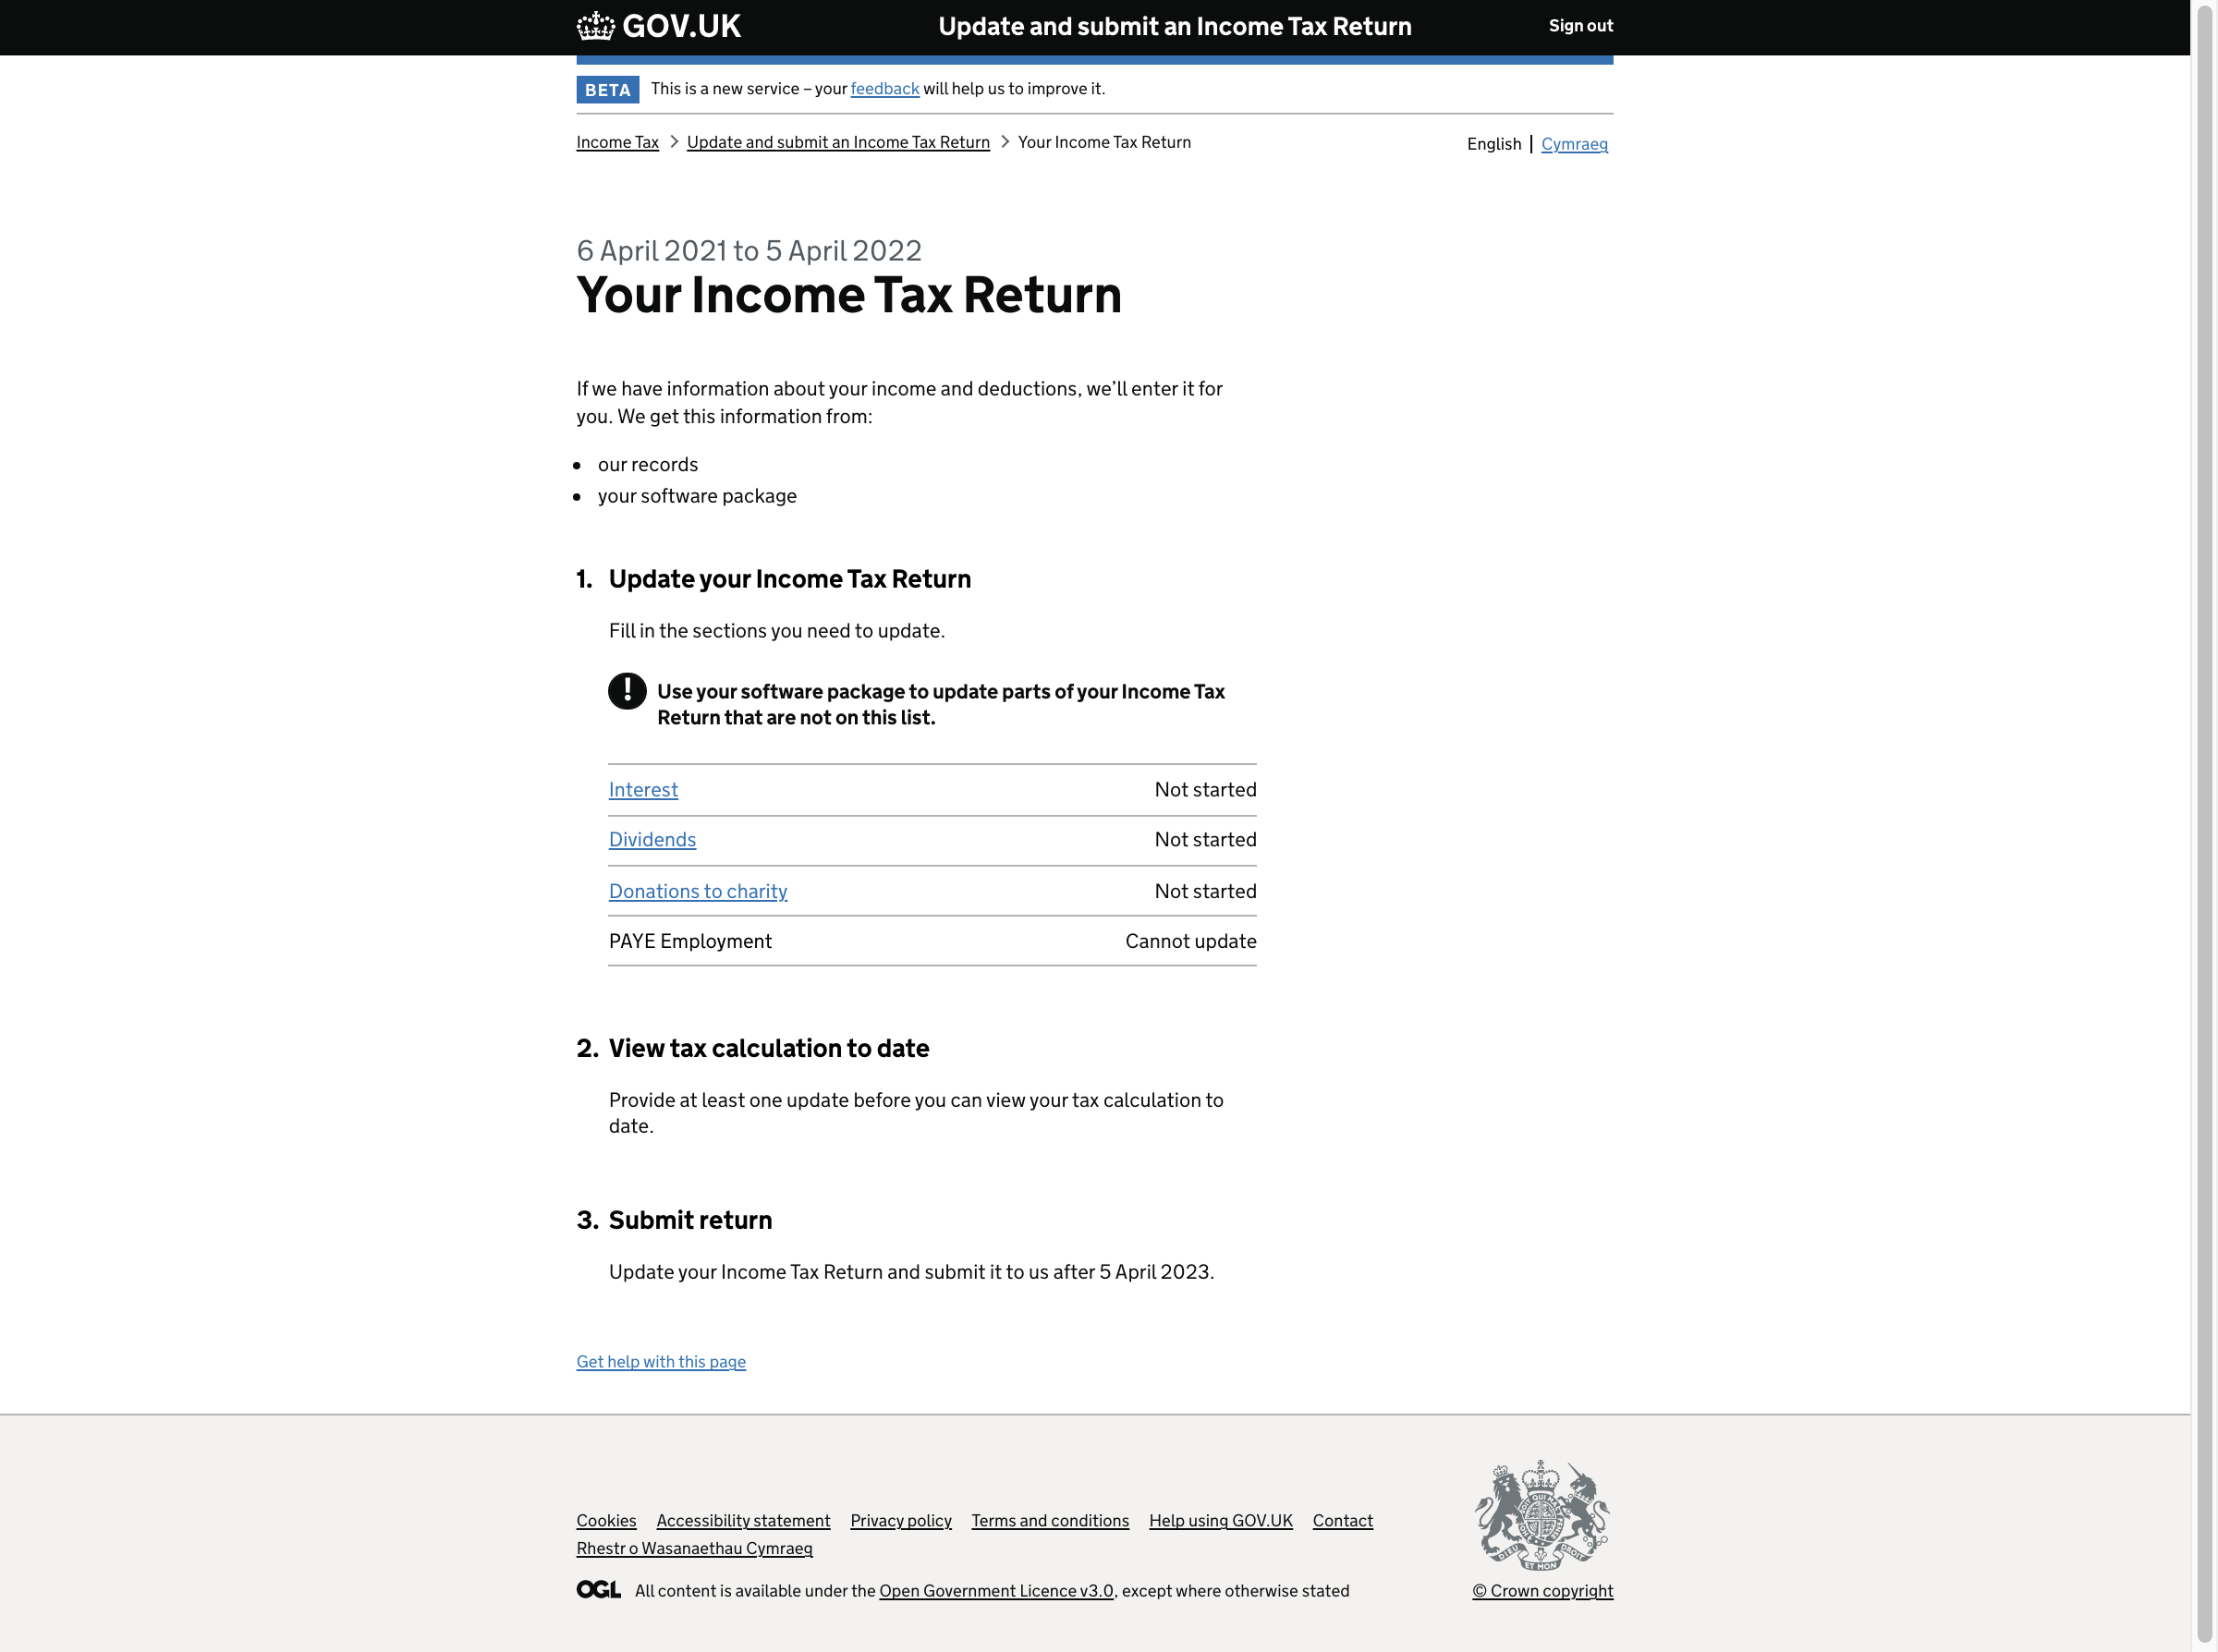 GOV.UK
Update and submit an Income Tax Return
Sign out
BETA This is a new service – your feedback will help us to improve it.
Income Tax > Update and submit an Income Tax Return > Your Income Tax Return
English | Cymraeg
6 April 2021 to 5 April 2022
Your Income Tax Return
If we have information about your income and deductions, we’ll enter it for
you. We get this information from:
• our records
• your software package
1. Update your Income Tax Return
Fill in the sections you need to update.
! Use your software package to update parts of your Income Tax
Return that are not on this list.
Interest Not started
Dividends Not started
Donations to charity Not started
PAYE Employment Cannot update
2. View tax calculation to date
Provide at least one update before you can view your tax calculation to
date.
3. Submit return
Update your Income Tax Return and submit it to us after 5 April 2023.
Get help with this page
Cookies Accessibility statement Privacy policy Terms and conditions Help using GOV.UK Contact
Rhestr o Wasanaethau Cymraeg
OGL All content is available under the Open Government Licence v3.0, except where otherwise stated
DIEU ET MON DROIT
© Crown copyright